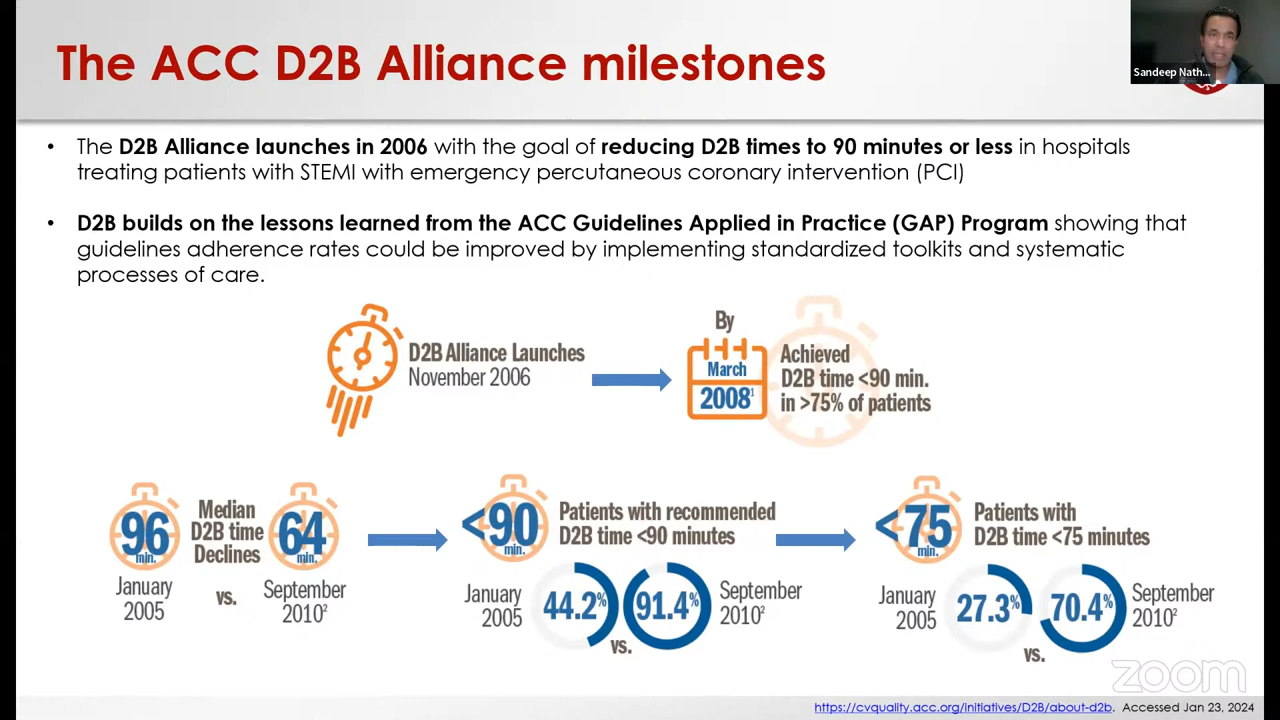 The ACC D2B Alliance milestones
Sandeep Nath...
• The D2B Alliance launches in 2006 with the goal of reducing D2B times to 90 minutes or less in hospitals
treating patients with STEMI with emergency percutaneous coronary intervention (PCI)
• D2B builds on the lessons learned from the ACC Guidelines Applied in Practice (GAP) Program showing that
guidelines adherence rates could be improved by implementing standardized toolkits and systematic
processes of care.
D2B Alliance Launches
November 2006
By
March
2008¹
Achieved
D2B time <90 min.
in >75% of patients
96
min.
January
2005
Median
D2B time
Declines
vs.
64
min.
September
2010²
<90
min.
Patients with recommended
D2B time <90 minutes
January
2005
44.2%
vs.
91.4%
September
2010²
<75
min.
Patients with
D2B time <75 minutes
January
2005
27.3%
vs.
70.4%
September
2010²
zoom
https://cvquality.acc.org/initiatives/D2B/about-d2b. Accessed Jan 23, 2024